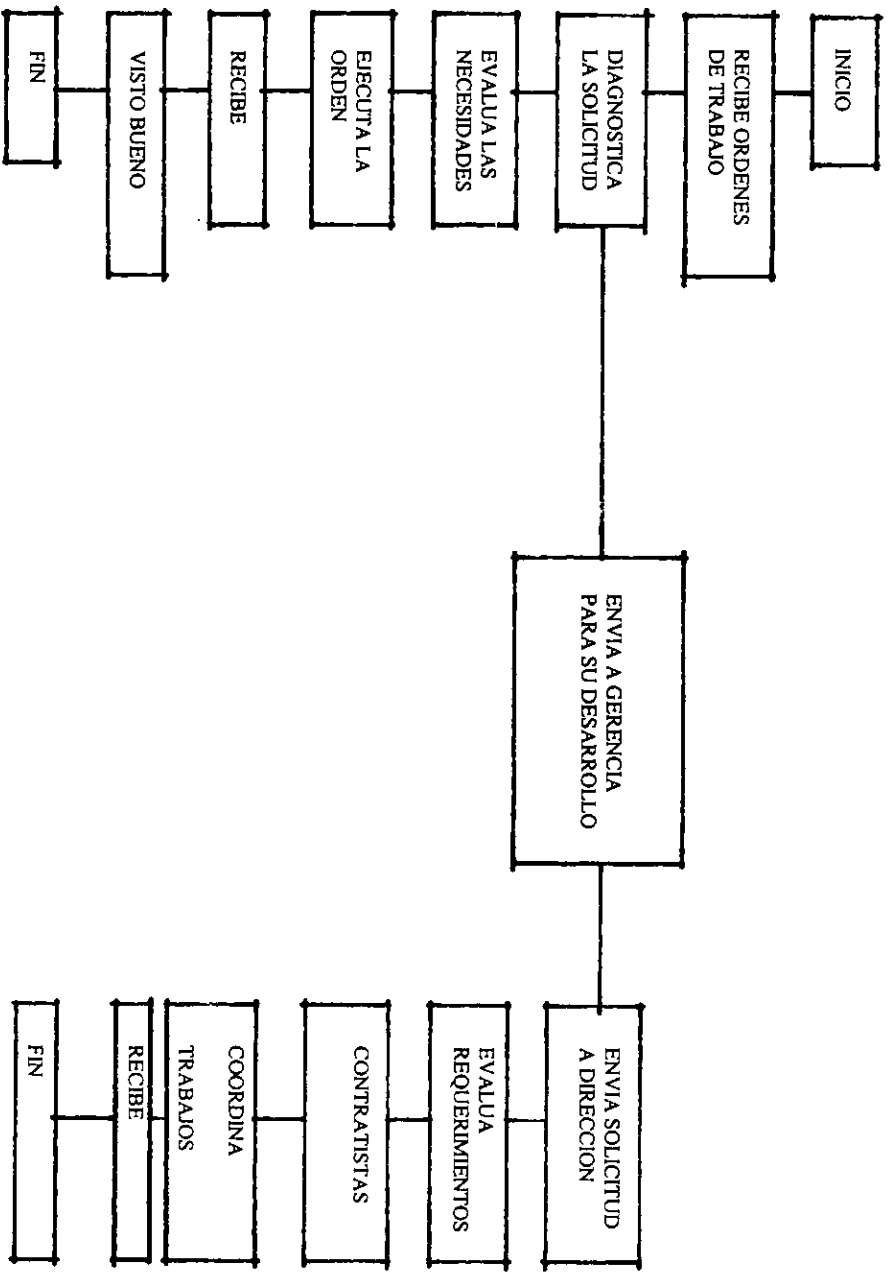 INICIO
RECIBE ORDENES
DE TRABAJO
DIAGNOSTICA
LA SOLICITUD
EVALUA LAS
NECESIDADES
EJECUTA LA
ORDEN
RECIBE
VISTO BUENO
FIN
ENVIA A GERENCIA
PARA SU DESARROLLO
ENVIA SOLICITUD
A DIRECCION
EVALUA
REQUERIMIENTOS
CONTRATISTAS
COORDINA
TRABAJOS
RECIBE
FIN